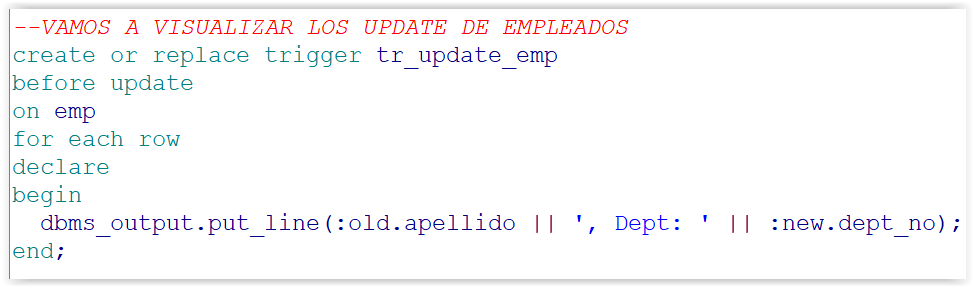 --VAMOS A VISUALIZAR LOS UPDATE DE EMPLEADOS
create or replace trigger tr_update_emp
before update
on emp
for each row
declare
begin
  dbms_output.put_line(:old.apellido || ', Dept: ' || :new.dept_no);
end;